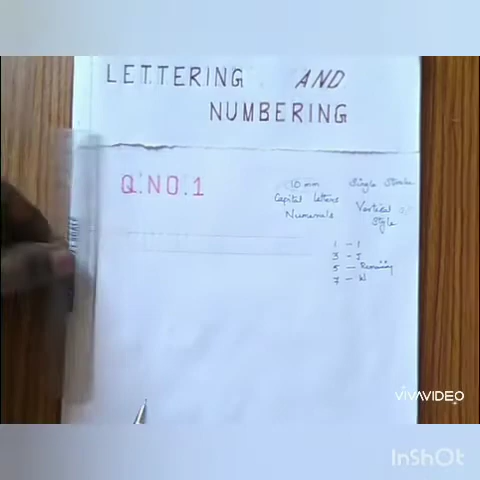 LETTERING AND
NUMBERING
Q.NO.1
10 mm Single Stroke
Capital letters Vertical
Numerals Style
1 - I
3 - J
5 - Remaining
7 - W
VIVAVIDEO
InShOt